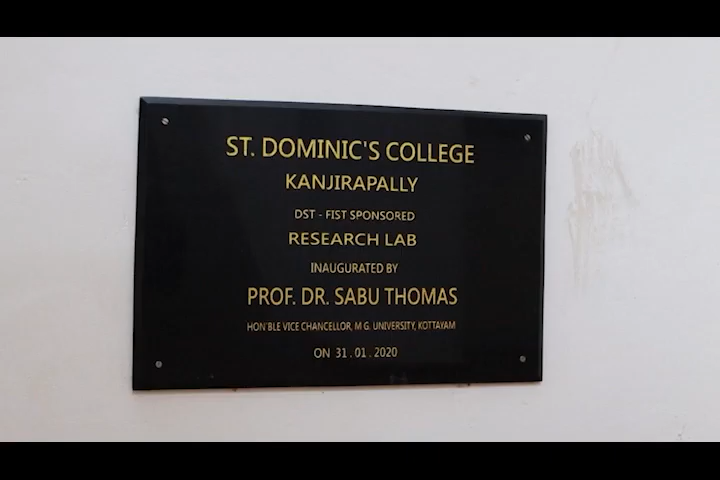 ST. DOMINIC'S COLLEGE
KANJIRAPALLY
DST - FIST SPONSORED
RESEARCH LAB
INAUGURATED BY
PROF. DR. SABU THOMAS
HON'BLE VICE CHANCELLOR, M G. UNIVERSITY, KOTTAYAM
ON 31 . 01 . 2020